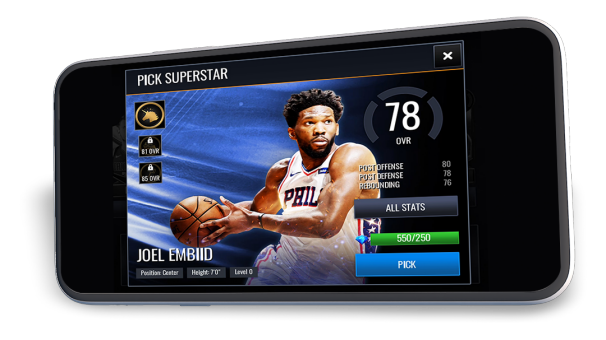 PICK SUPERSTAR
78
OVR
81 OVR
85 OVR
POST OFFENSE 80
POST DEFENSE 78
REBOUNDING 76
PHIL
ALL STATS
550/250
JOEL EMBIID
Position: Center Height: 7'0" Level 0
PICK